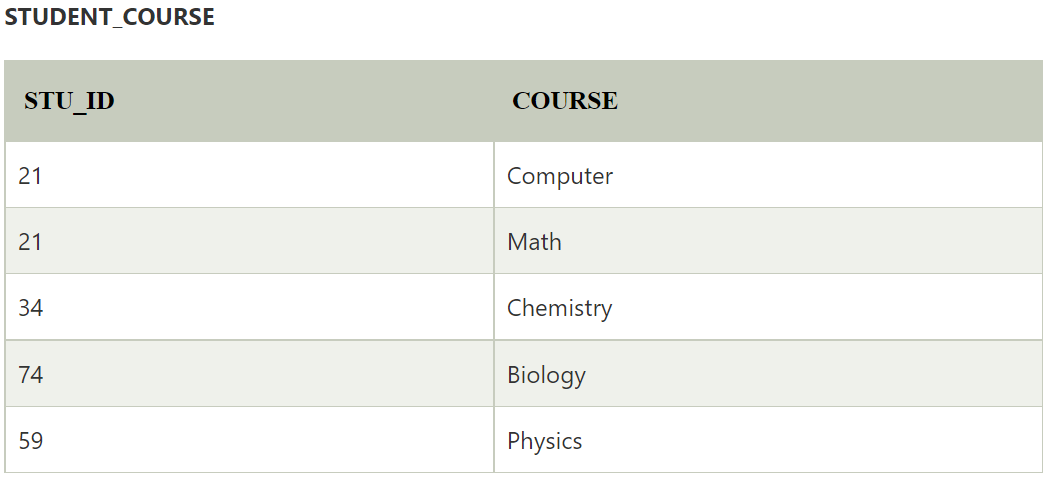 STUDENT_COURSE
STU_ID COURSE
21 Computer
21 Math
34 Chemistry
74 Biology
59 Physics